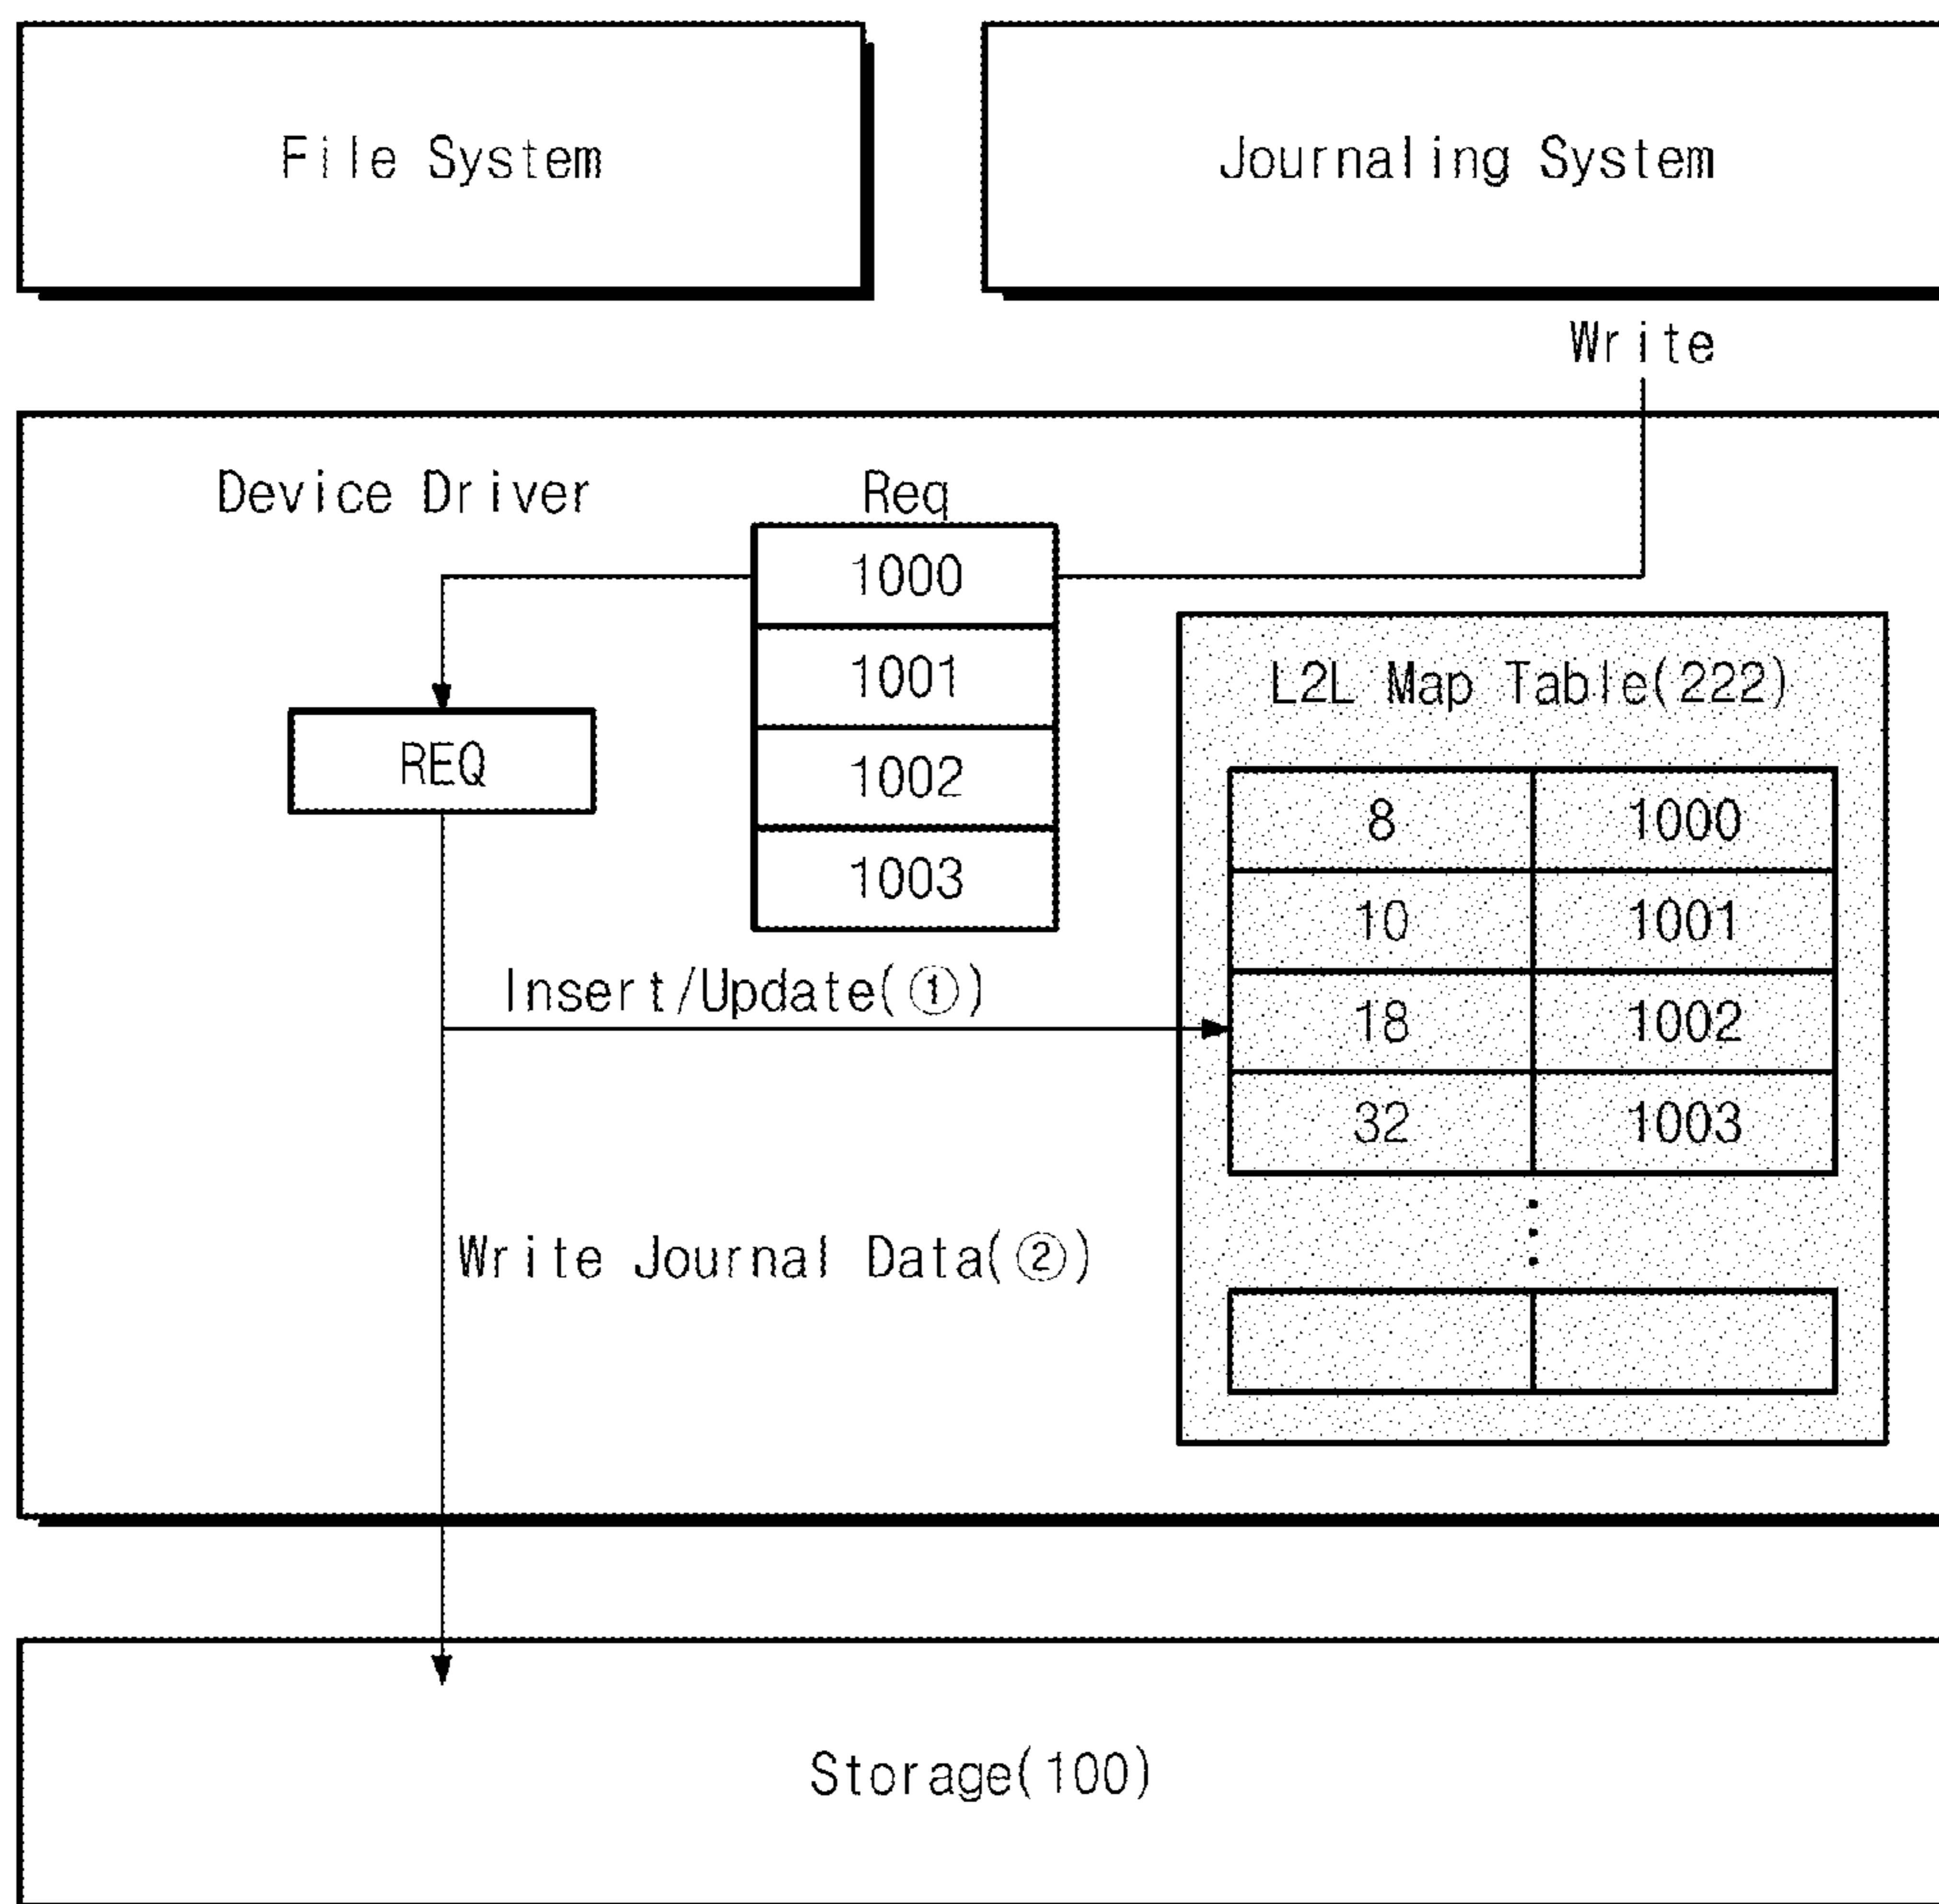 File System
Journaling System
Write
Device Driver
Req
1000
1001
1002
1003
REQ
L2L Map Table(222)
8 1000
10 1001
18 1002
32 1003
Insert/Update(①)
Write Journal Data(②)
Storage(100)